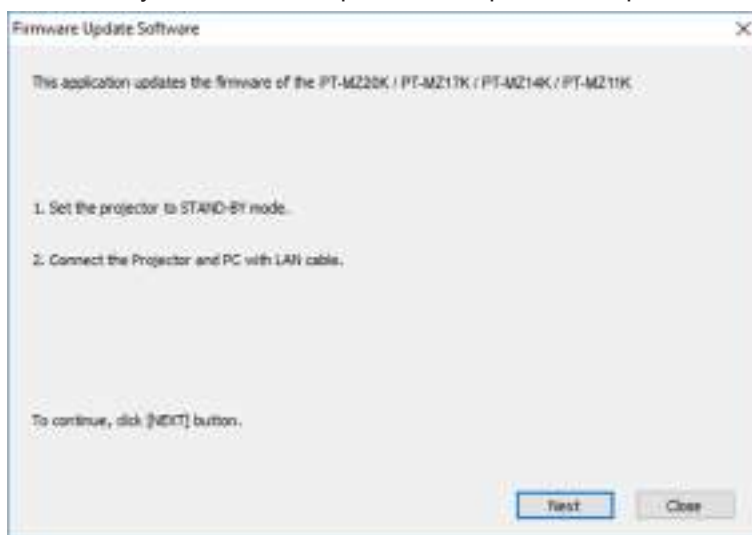 Firmware Update Software
This application updates the firmware of the PT-MZ20K / PT-MZ17K / PT-MZ14K / PT-MZ11K
1. Set the projector to STAND-BY mode.
2. Connect the Projector and PC with LAN cable.
To continue, click [NEXT] button.
Next Close